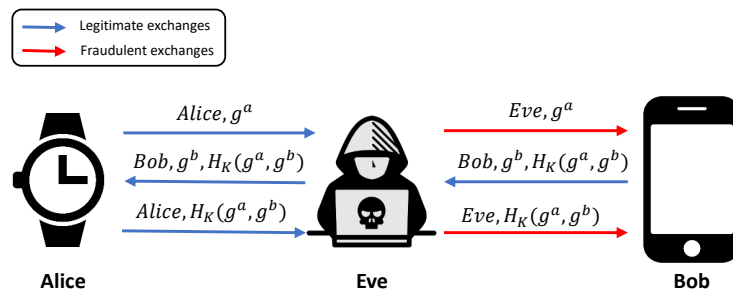 Legitimate exchanges
Fraudulent exchanges
Alice, g^a
Eve, g^a
Bob, g^b, H_K(g^a, g^b)
Bob, g^b, H_K(g^a, g^b)
Alice, H_K(g^a, g^b)
Eve, H_K(g^a, g^b)
Alice
Eve
Bob